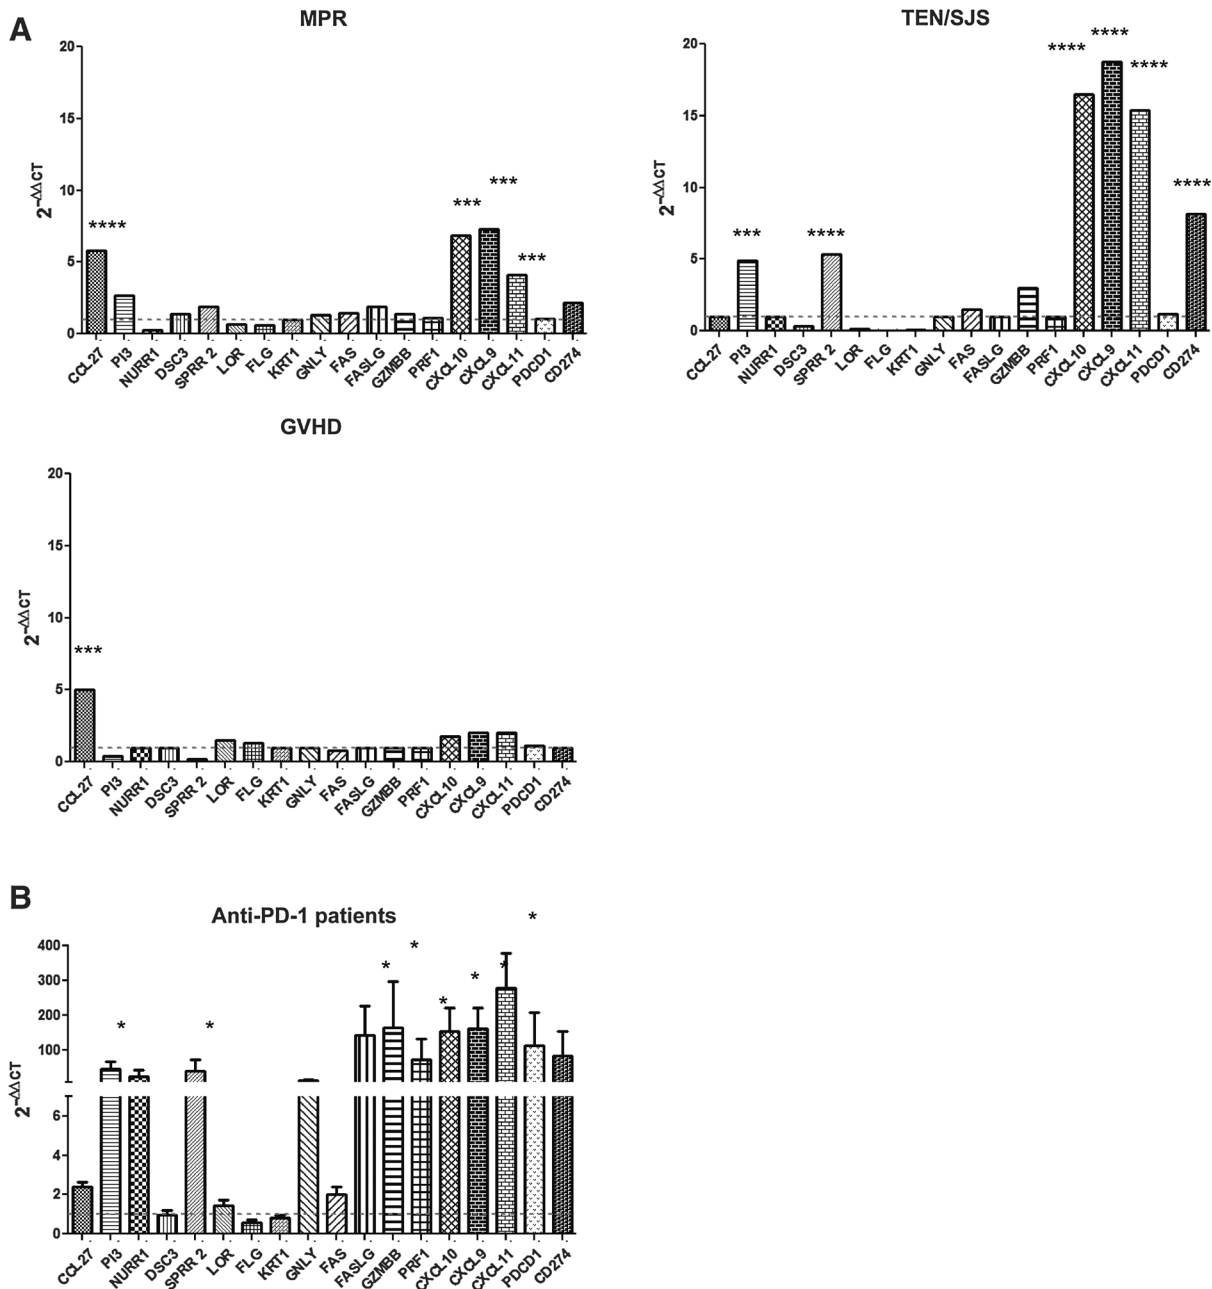 A
MPR
20
15
10
5
0
2^-ΔΔCT
****
***
***
***
CCL27
PI3
NURR1
DSC3
SPRR 2
LOR
FLG
KRT1
GNLY
FAS
FASLG
GZMBB
PRF1
CXCL10
CXCL9
CXCL11
PDCD1
CD274
TEN/SJS
20
15
10
5
0
2^-ΔΔCT
***
****
****
****
****
****
CCL27
PI3
NURR1
DSC3
SPRR 2
LOR
FLG
KRT1
GNLY
FAS
FASLG
GZMBB
PRF1
CXCL10
CXCL9
CXCL11
PDCD1
CD274
GVHD
20
15
10
5
0
2^-ΔΔCT
***
CCL27
PI3
NURR1
DSC3
SPRR 2
LOR
FLG
KRT1
GNLY
FAS
FASLG
GZMBB
PRF1
CXCL10
CXCL9
CXCL11
PDCD1
CD274
B
Anti-PD-1 patients
400
300
200
100
6
4
2
0
2^-ΔΔCT
*
*
*
*
*
*
*
*
CCL27
PI3
NURR1
DSC3
SPRR 2
LOR
FLG
KRT1
GNLY
FAS
FASLG
GZMBB
PRF1
CXCL10
CXCL9
CXCL11
PDCD1
CD274